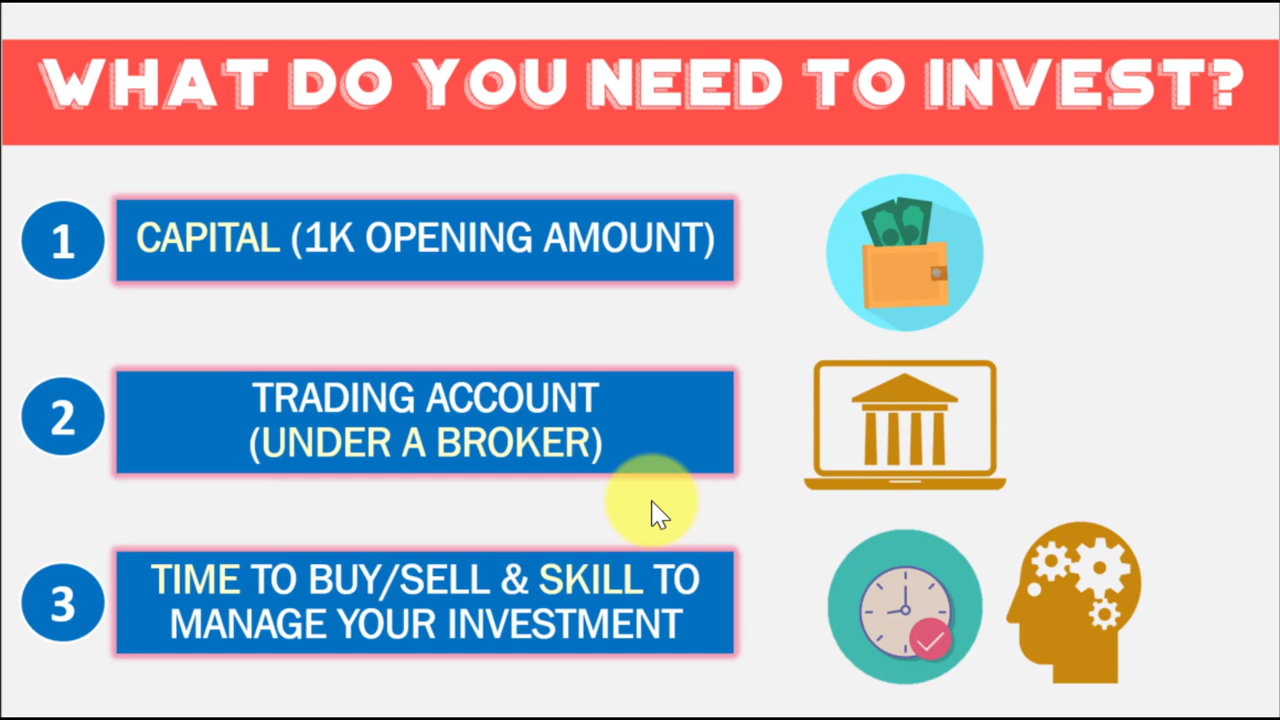 WHAT DO YOU NEED TO INVEST?
1
CAPITAL (1K OPENING AMOUNT)
2
TRADING ACCOUNT
(UNDER A BROKER)
3
TIME TO BUY/SELL & SKILL TO
MANAGE YOUR INVESTMENT